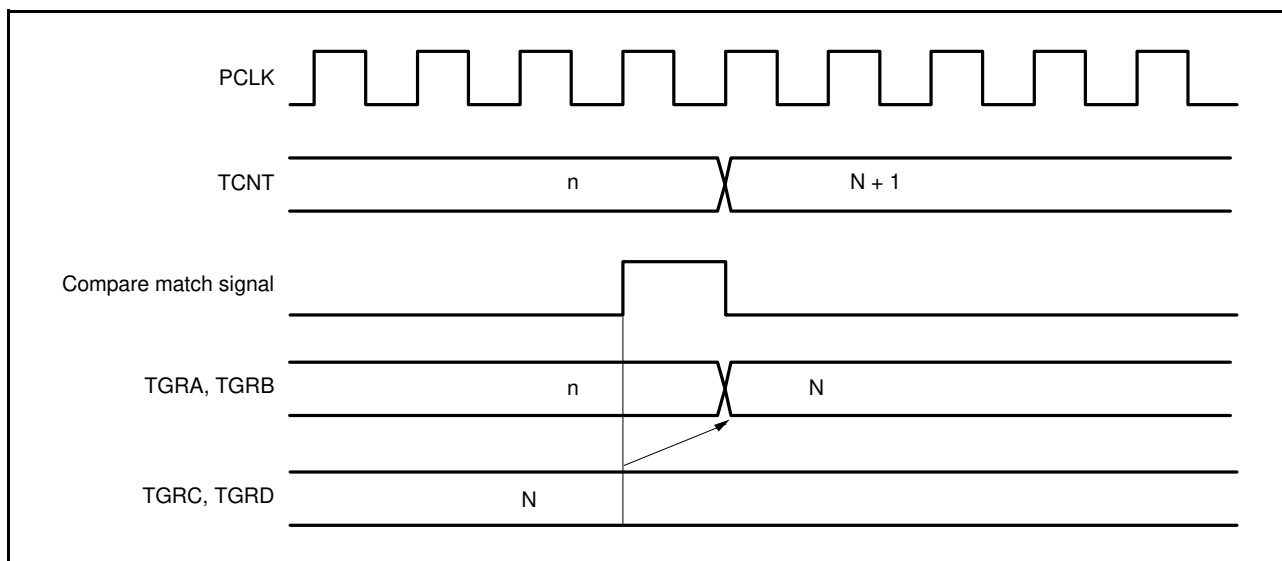 PCLK
TCNT
n
N + 1
Compare match signal
TGRA, TGRB
n
N
TGRC, TGRD
N